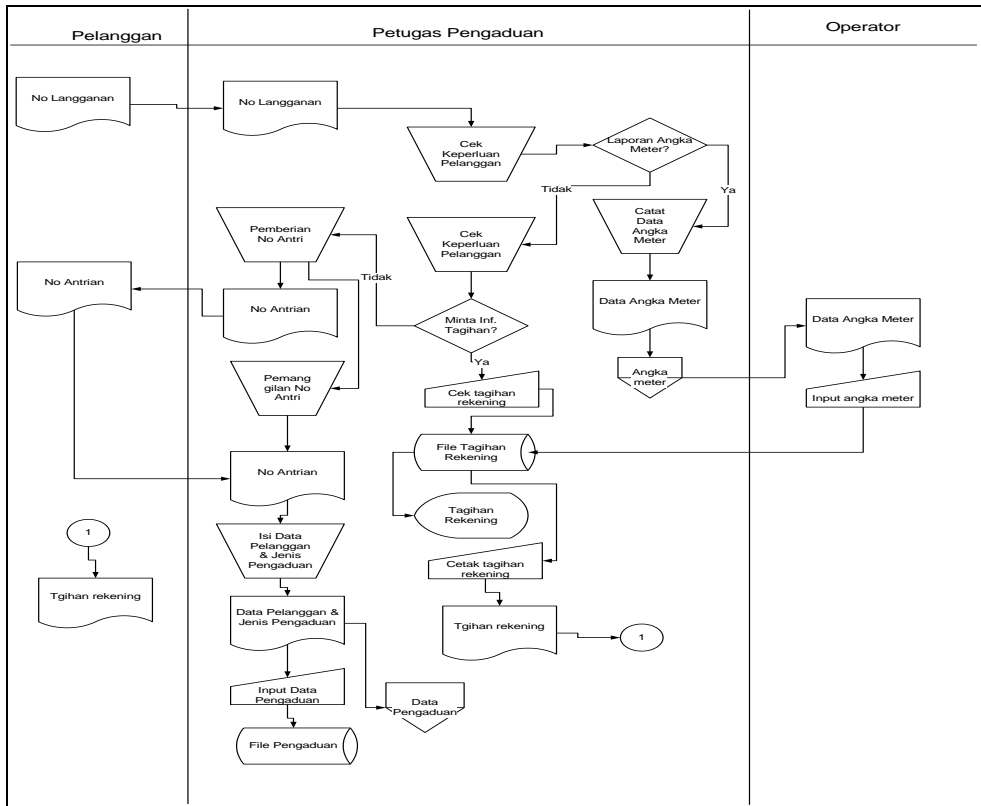 Pelanggan
Petugas Pengaduan
Operator
No Langganan
No Langganan
Cek
Keperluan
Pelanggan
Laporan Angka
Meter?
Tidak
Ya
Pemberian
No Antri
Cek
Keperluan
Pelanggan
Catat
Data
Angka
Meter
Tidak
No Antrian
No Antrian
Minta Inf.
Tagihan?
Data Angka Meter
Data Angka Meter
Ya
Pemang
gilan No
Antri
Cek tagihan
rekening
Angka
meter
Input angka meter
No Antrian
File Tagihan
Rekening
Tagihan
Rekening
1
Isi Data
Pelanggan
& Jenis
Pengaduan
Cetak tagihan
rekening
Tgihan rekening
Data Pelanggan &
Jenis Pengaduan
Tgihan rekening
1
Input Data
Pengaduan
Data
Pengaduan
File Pengaduan